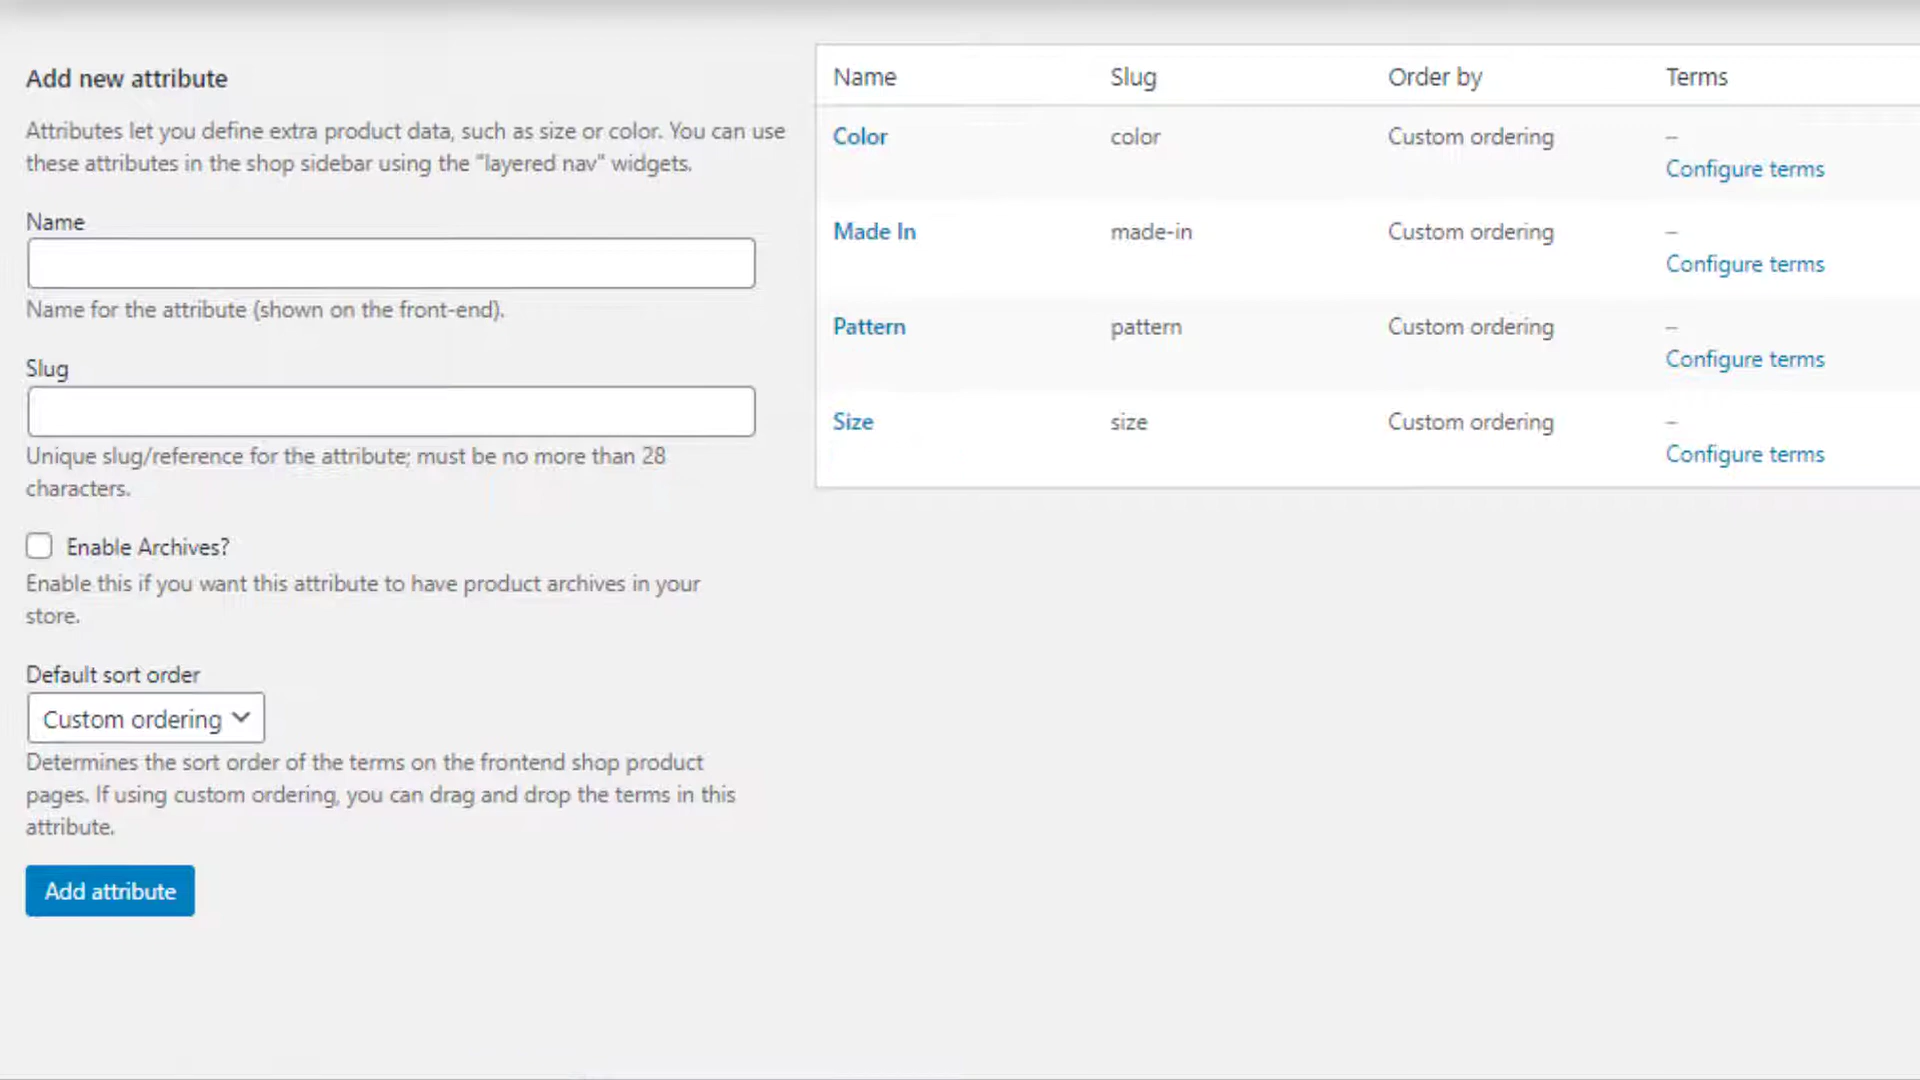 Add new attribute
Attributes let you define extra product data, such as size or color. You can use
these attributes in the shop sidebar using the "layered nav" widgets.
Name
Name for the attribute (shown on the front-end).
Slug
Unique slug/reference for the attribute; must be no more than 28
characters.
Enable Archives?
Enable this if you want this attribute to have product archives in your
store.
Default sort order
Custom ordering
Determines the sort order of the terms on the frontend shop product
pages. If using custom ordering, you can drag and drop the terms in this
attribute.
Add attribute
Name Slug Order by Terms
Color color Custom ordering –
Configure terms
Made In made-in Custom ordering –
Configure terms
Pattern pattern Custom ordering –
Configure terms
Size size Custom ordering –
Configure terms